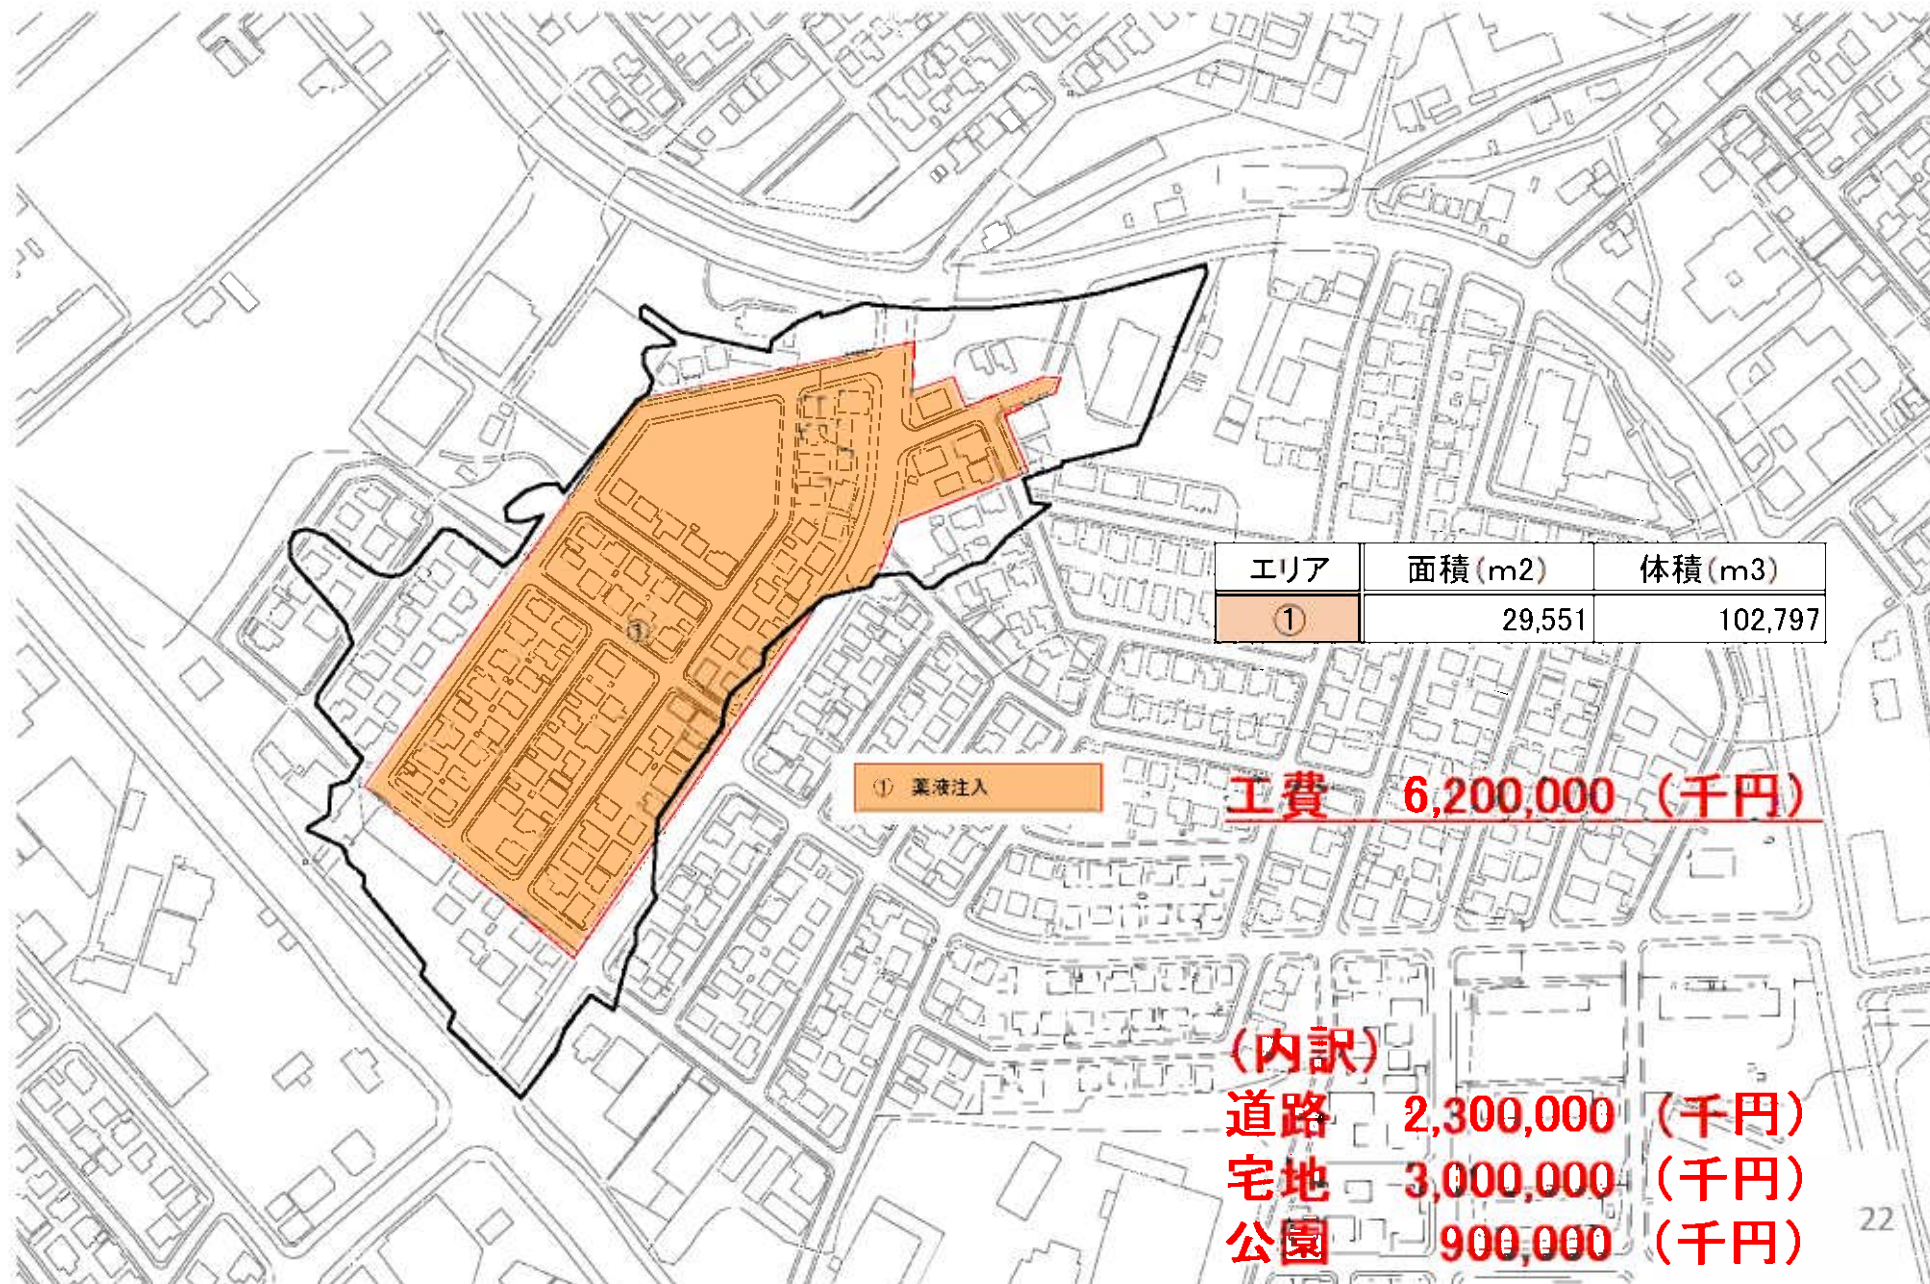 ①
エリア 面積(m2) 体積(m3)
① 29,551 102,797
① 薬液注入
工費 6,200,000 (千円)
(内訳)
道路 2,300,000 (千円)
宅地 3,000,000 (千円)
公園 900,000 (千円)
22